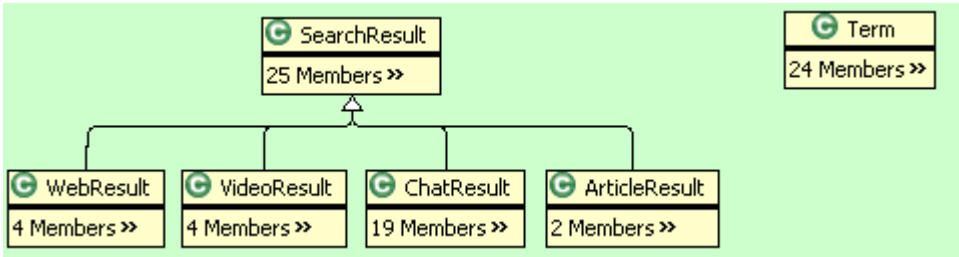 SearchResult
25 Members »
Term
24 Members »
WebResult
4 Members »
VideoResult
4 Members »
ChatResult
19 Members »
ArticleResult
2 Members »